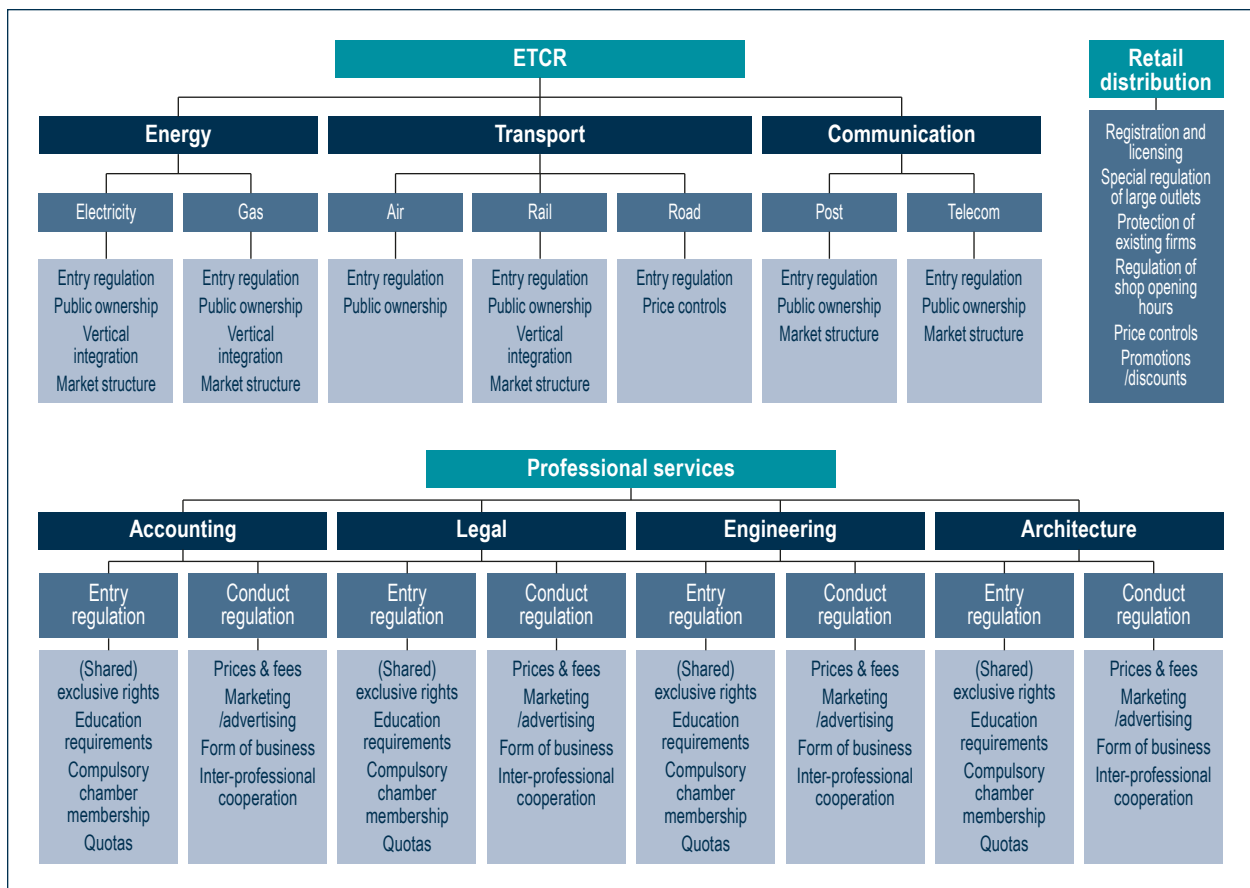 ETCR
Energy
Transport
Communication
Electricity
Gas
Air
Rail
Road
Post
Telecom
Entry regulation
Public ownership
Vertical
integration
Market structure
Entry regulation
Public ownership
Vertical
integration
Market structure
Entry regulation
Public ownership
Entry regulation
Public ownership
Vertical
integration
Market structure
Entry regulation
Price controls
Entry regulation
Public ownership
Market structure
Entry regulation
Public ownership
Market structure
Retail
distribution
Registration and
licensing
Special regulation
of large outlets
Protection of
existing firms
Regulation of
shop opening
hours
Price controls
Promotions
/discounts
Professional services
Accounting
Legal
Engineering
Architecture
Entry
regulation
Conduct
regulation
Entry
regulation
Conduct
regulation
Entry
regulation
Conduct
regulation
Entry
regulation
Conduct
regulation
(Shared)
exclusive rights
Education
requirements
Compulsory
chamber
membership
Quotas
Prices & fees
Marketing
/advertising
Form of business
Inter-professional
cooperation
(Shared)
exclusive rights
Education
requirements
Compulsory
chamber
membership
Quotas
Prices & fees
Marketing
/advertising
Form of business
Inter-professional
cooperation
(Shared)
exclusive rights
Education
requirements
Compulsory
chamber
membership
Quotas
Prices & fees
Marketing
/advertising
Form of business
Inter-professional
cooperation
(Shared)
exclusive rights
Education
requirements
Compulsory
chamber
membership
Quotas
Prices & fees
Marketing
/advertising
Form of business
Inter-professional
cooperation